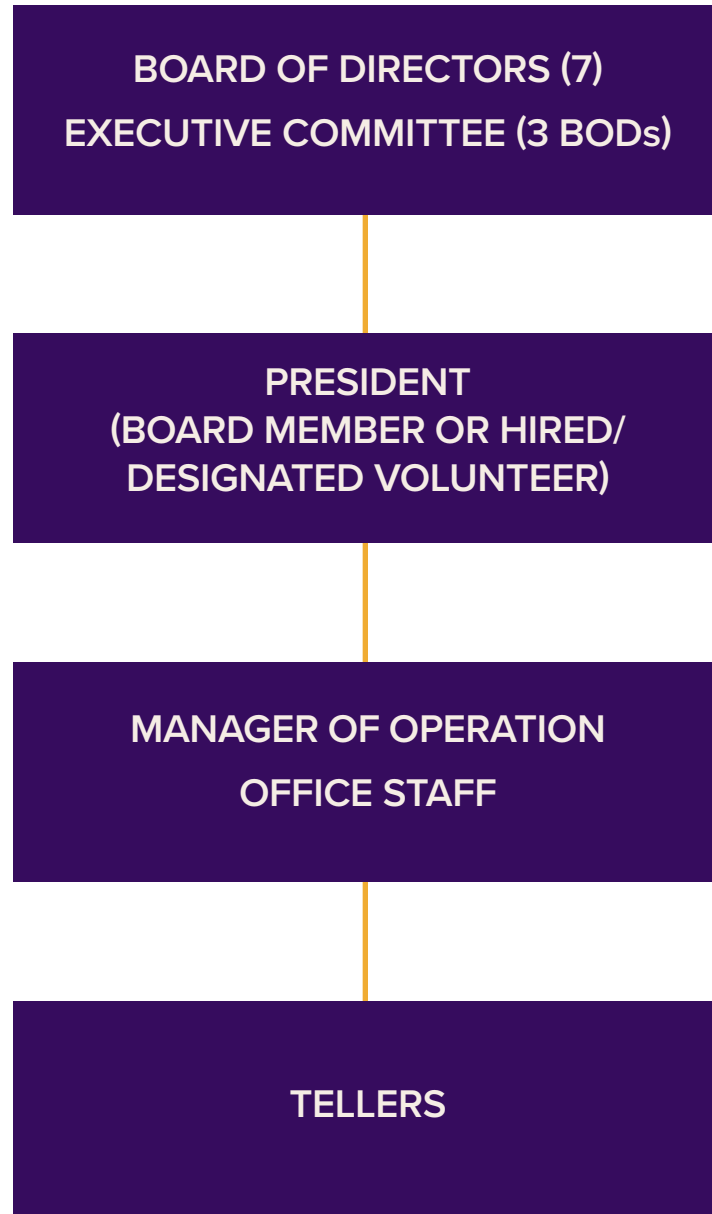 BOARD OF DIRECTORS (7)
EXECUTIVE COMMITTEE (3 BODs)
PRESIDENT
(BOARD MEMBER OR HIRED/
DESIGNATED VOLUNTEER)
MANAGER OF OPERATION
OFFICE STAFF
TELLERS